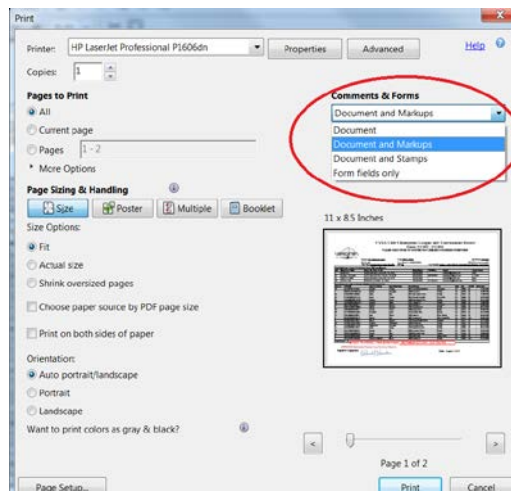 Print
Printer: HP LaserJet Professional P1606dn Properties Advanced Help
Copies: 1
Pages to Print
All
Current page
Pages 1 - 2
More Options
Comments & Forms
Document and Markups
Document
Document and Markups
Document and Stamps
Form fields only
Page Sizing & Handling
Size Poster Multiple Booklet
Size Options:
Fit
Actual size
Shrink oversized pages
Choose paper source by PDF page size
Print on both sides of paper
Orientation:
Auto portrait/landscape
Portrait
Landscape
Want to print colors as gray & black?
11 x 8.5 Inches
< >
Page 1 of 2
Page Setup... Print Cancel